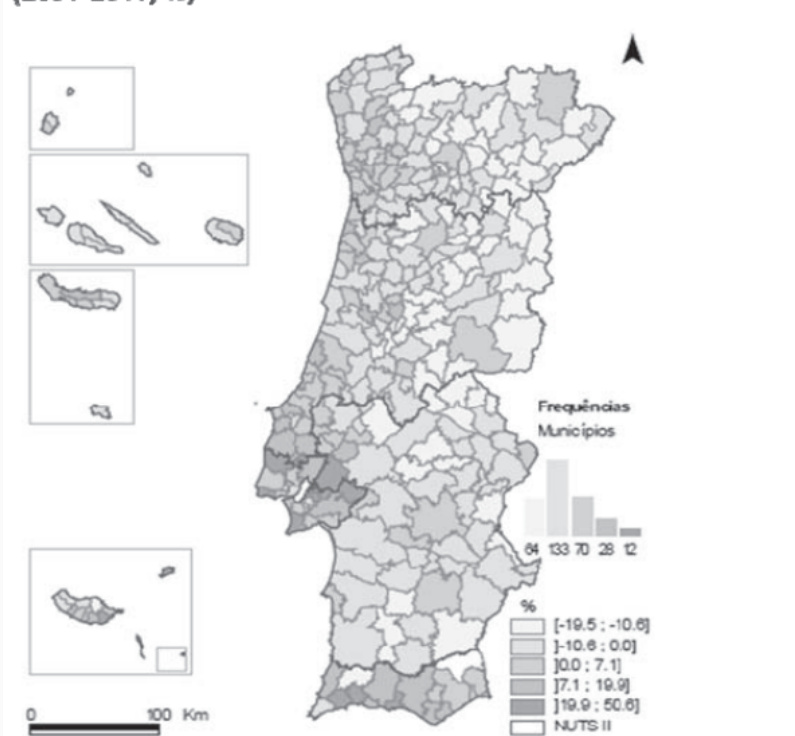 Frequências
Municípios
64 133 70 28 12
%
[-19.5 ; -10.6]
]-10.6 ; 0.0]
]0.0 ; 7.1]
]7.1 ; 19.9]
]19.9 ; 50.6]
NUTS II
0 100 Km